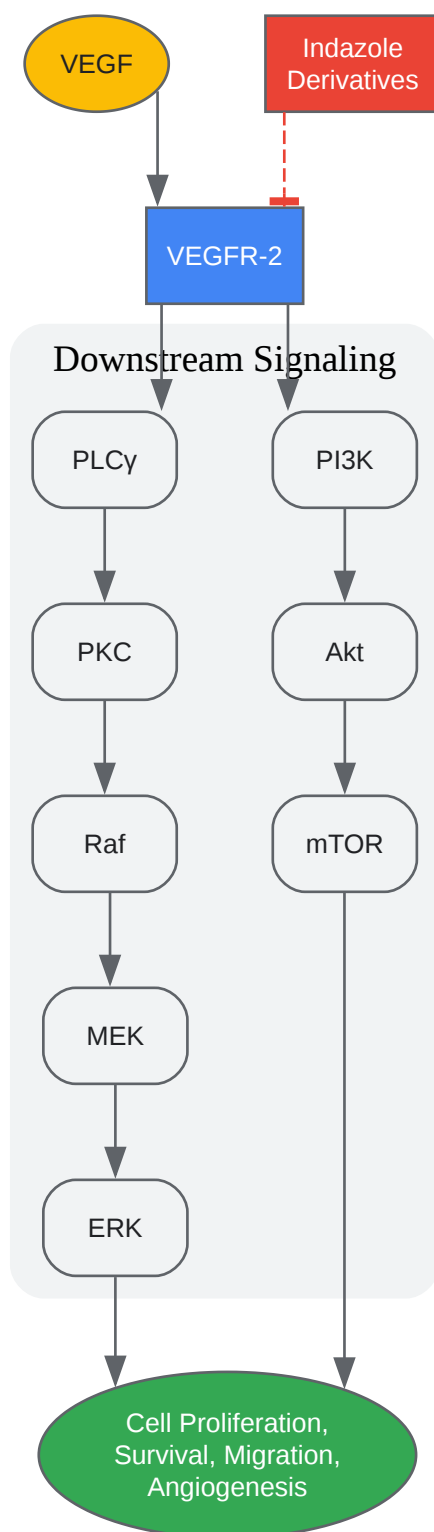 VEGF
Indazole
Derivatives
VEGFR-2
Downstream Signaling
PLCγ
PI3K
PKC
Akt
Raf
mTOR
MEK
ERK
Cell Proliferation,
Survival, Migration,
Angiogenesis